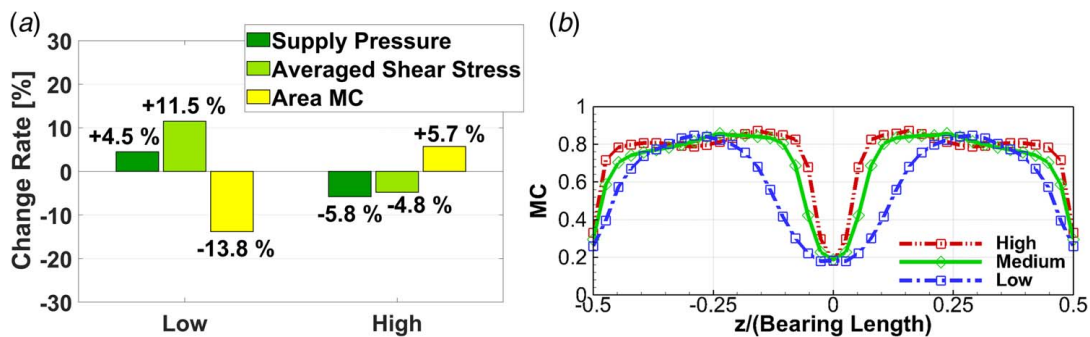 (a)
Change Rate [%]
30
20
10
0
-10
-20
-30
Supply Pressure
Averaged Shear Stress
Area MC
+4.5 %
+11.5 %
-13.8 %
-5.8 %
-4.8 %
+5.7 %
Low
High
(b)
MC
1
0.8
0.6
0.4
0.2
0
High
Medium
Low
-0.5
-0.25
0
0.25
0.5
z/(Bearing Length)